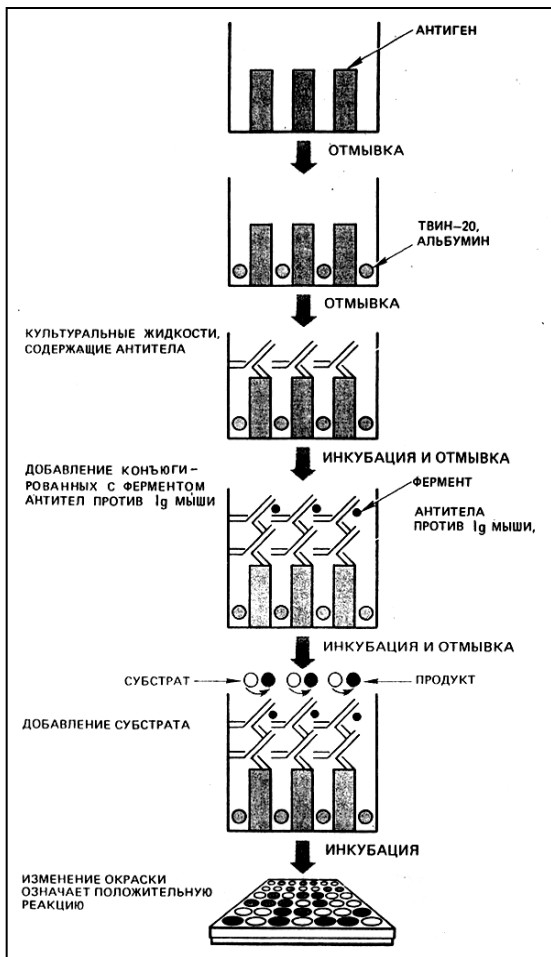 АНТИГЕН
ОТМЫВКА
ТВИН–20,
АЛЬБУМИН
ОТМЫВКА
КУЛЬТУРАЛЬНЫЕ ЖИДКОСТИ,
СОДЕРЖАЩИЕ АНТИТЕЛА
ИНКУБАЦИЯ И ОТМЫВКА
ДОБАВЛЕНИЕ КОНЪЮГИ–
РОВАННЫХ С ФЕРМЕНТОМ
АНТИТЕЛ ПРОТИВ Ig МЫШИ
ФЕРМЕНТ
АНТИТЕЛА
ПРОТИВ Ig МЫШИ,
ИНКУБАЦИЯ И ОТМЫВКА
СУБСТРАТ
ПРОДУКТ
ДОБАВЛЕНИЕ СУБСТРАТА
ИНКУБАЦИЯ
ИЗМЕНЕНИЕ ОКРАСКИ
ОЗНАЧАЕТ ПОЛОЖИТЕЛЬНУЮ
РЕАКЦИЮ